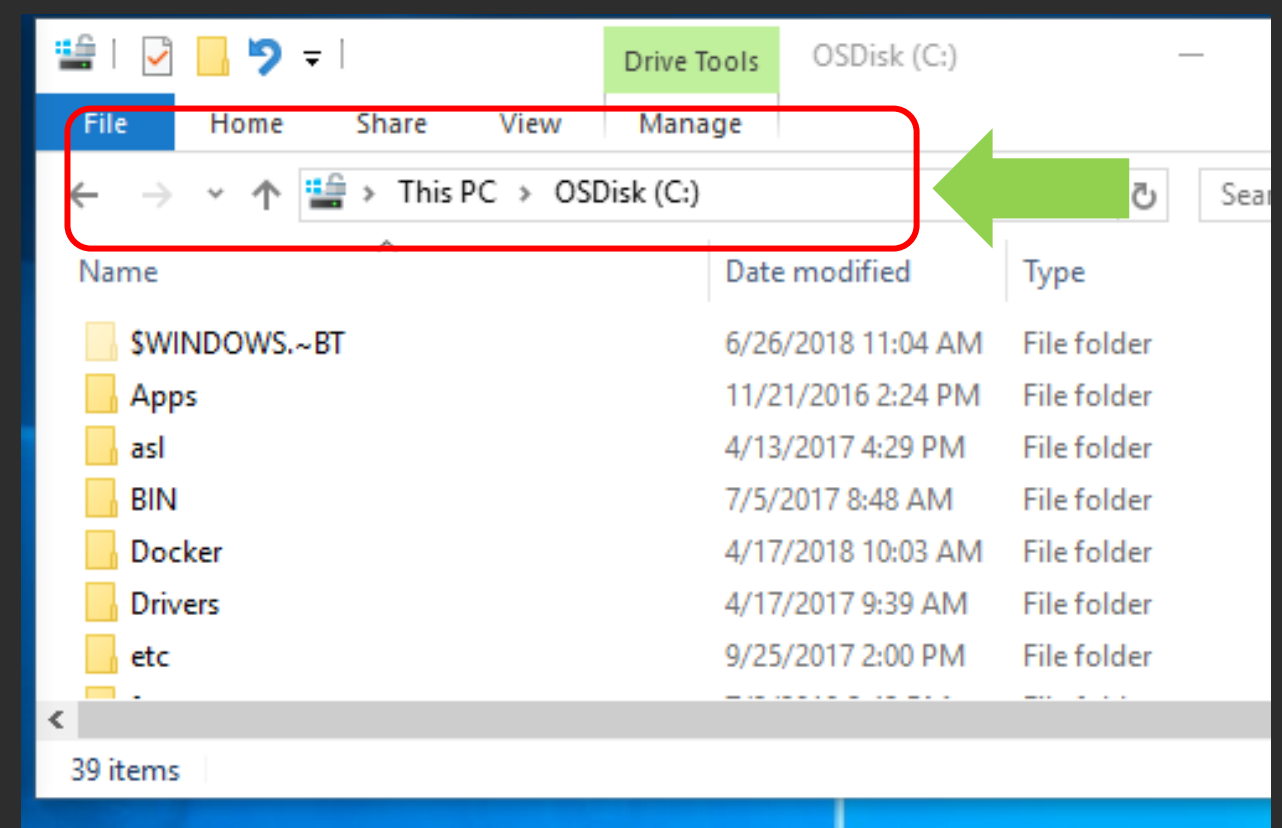 Drive Tools OSDisk (C:)
File Home Share View Manage
This PC > OSDisk (C:) Sear
Name Date modified Type
$WINDOWS.~BT 6/26/2018 11:04 AM File folder
Apps 11/21/2016 2:24 PM File folder
asl 4/13/2017 4:29 PM File folder
BIN 7/5/2017 8:48 AM File folder
Docker 4/17/2018 10:03 AM File folder
Drivers 4/17/2017 9:39 AM File folder
etc 9/25/2017 2:00 PM File folder
39 items